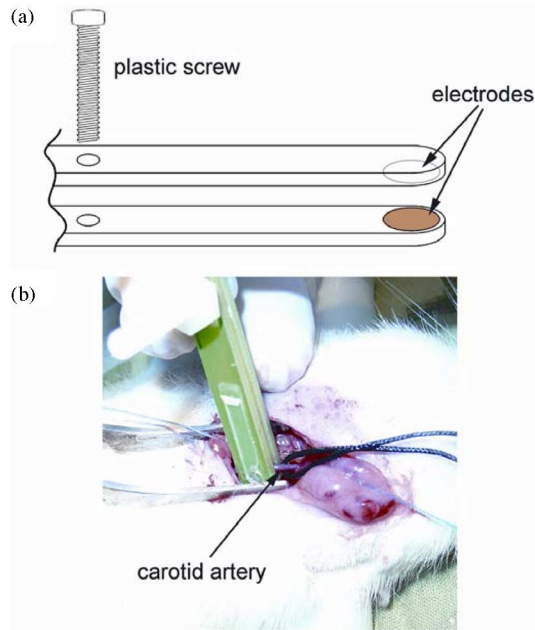 (a)
plastic screw
electrodes
(b)
carotid artery